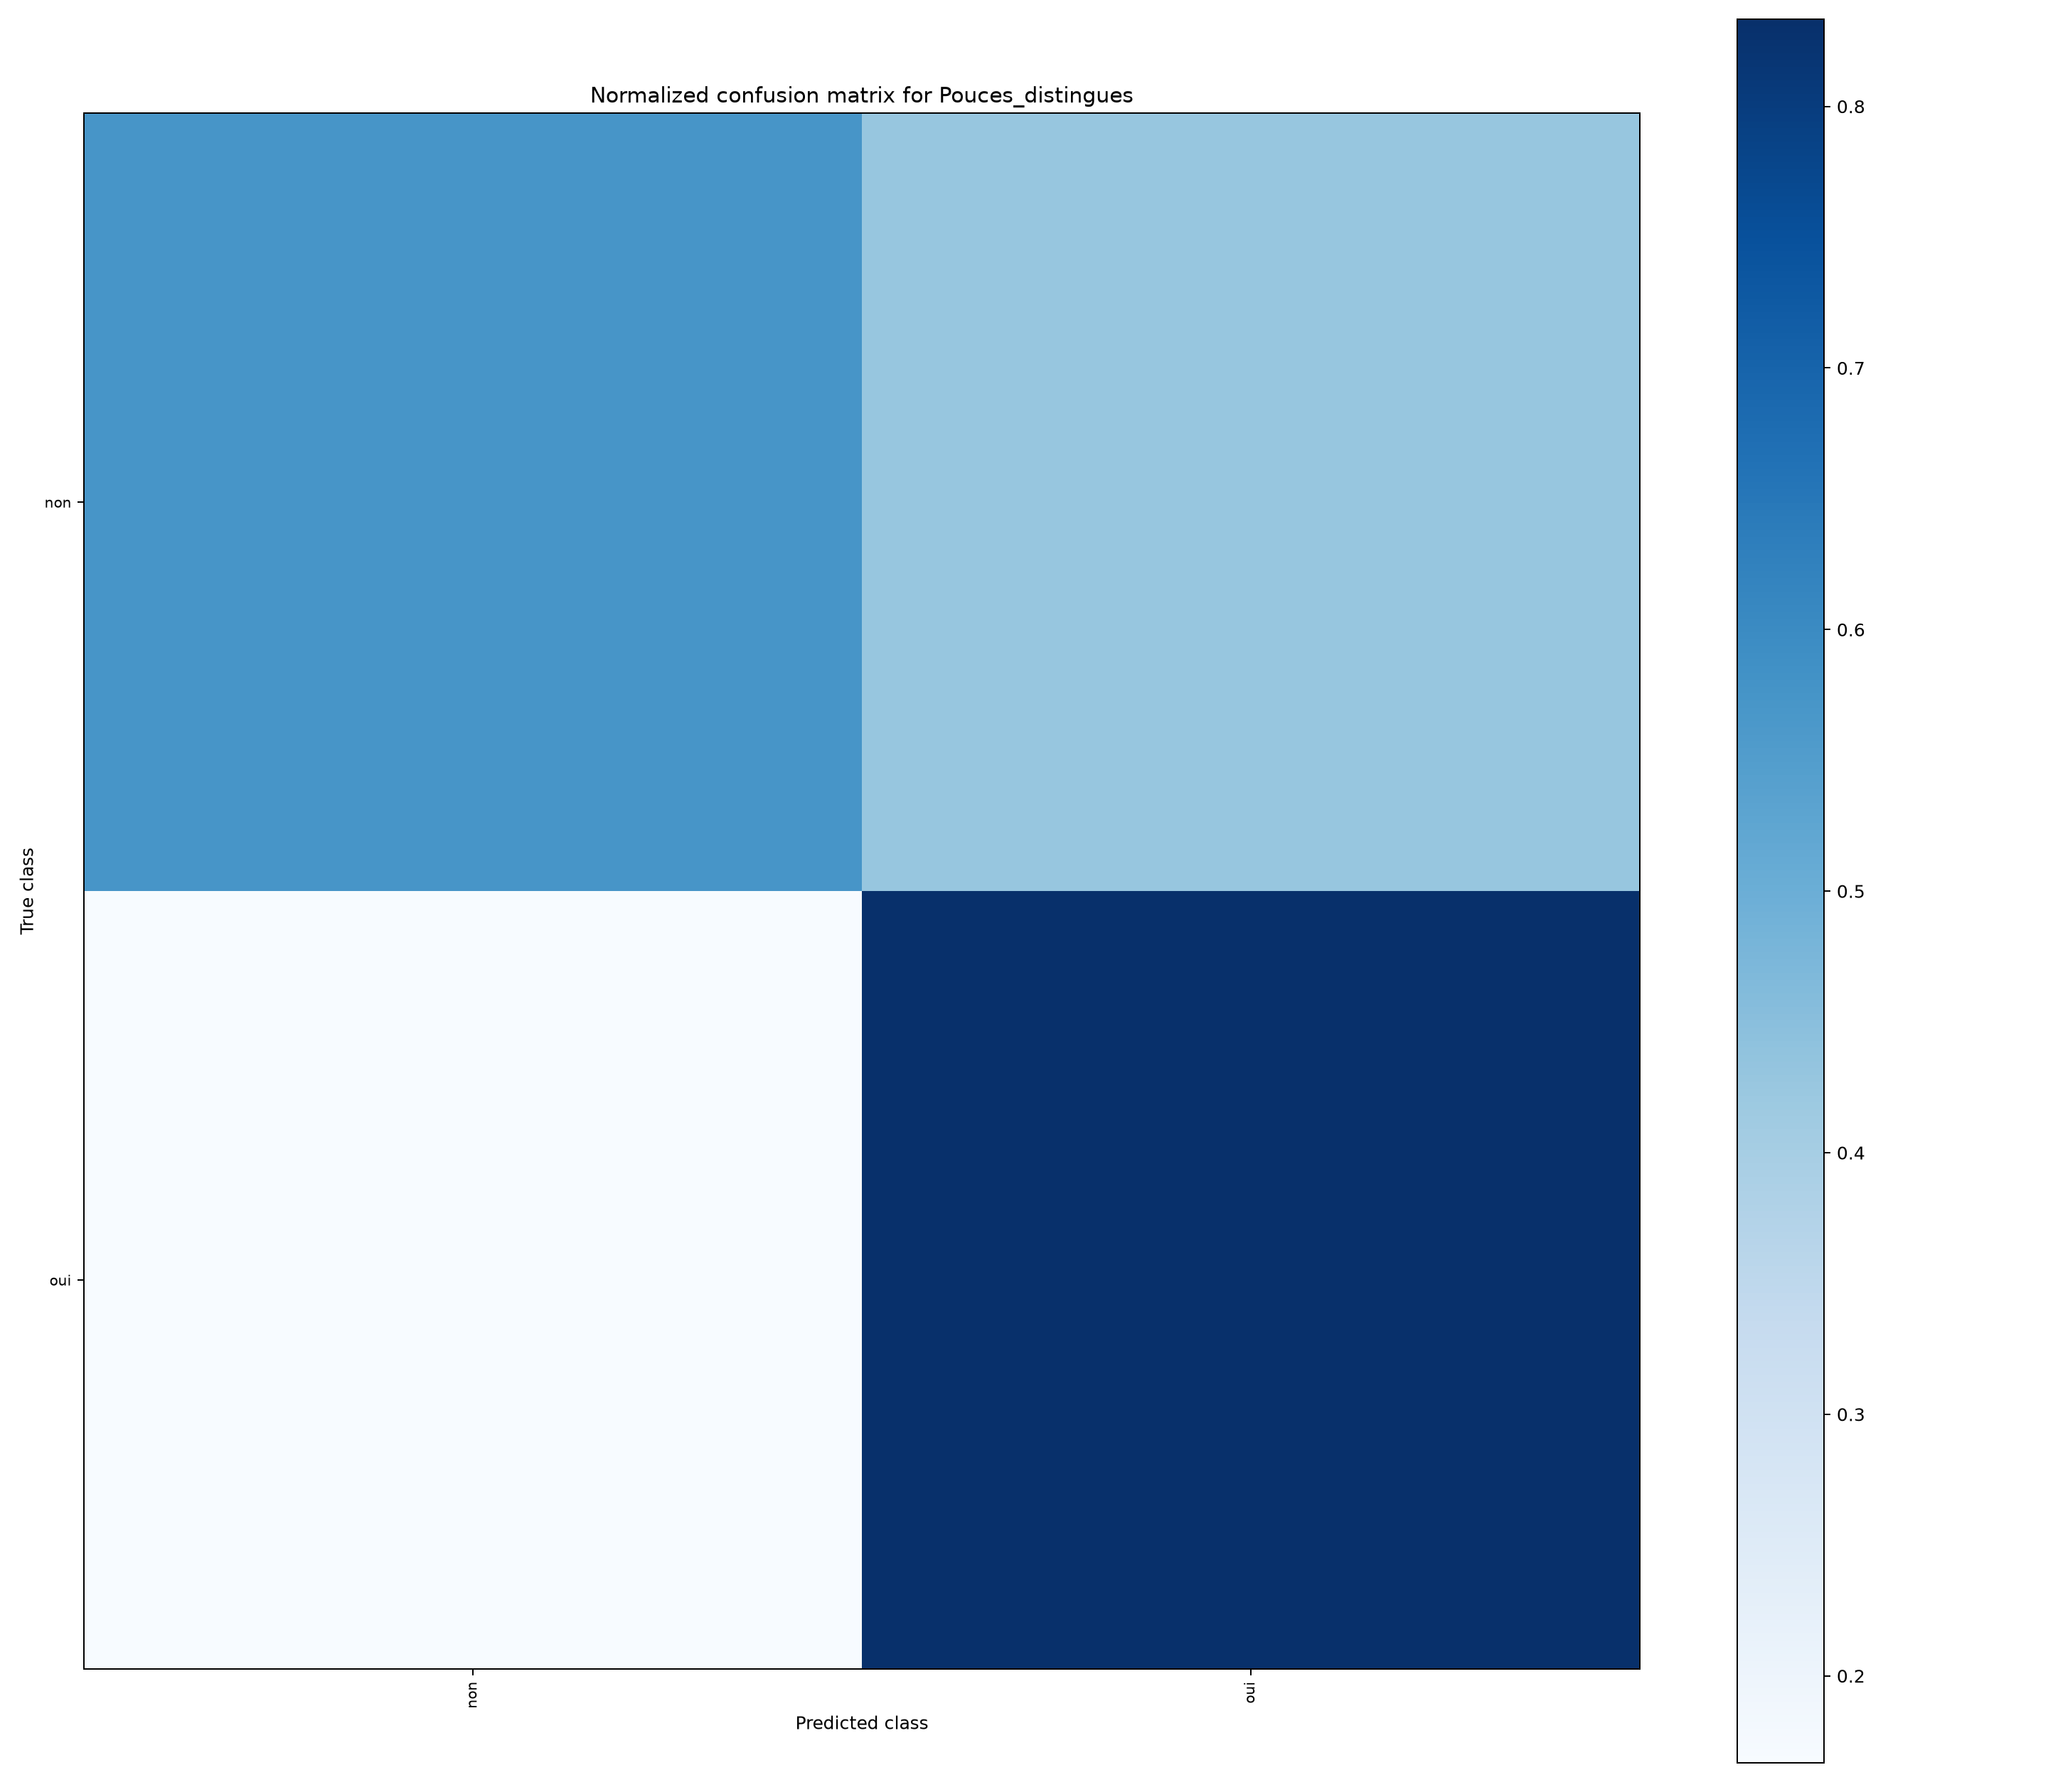 Normalized confusion matrix for Pouces_distingues
True class
non
oui
non
oui
Predicted class
0.8
0.7
0.6
0.5
0.4
0.3
0.2